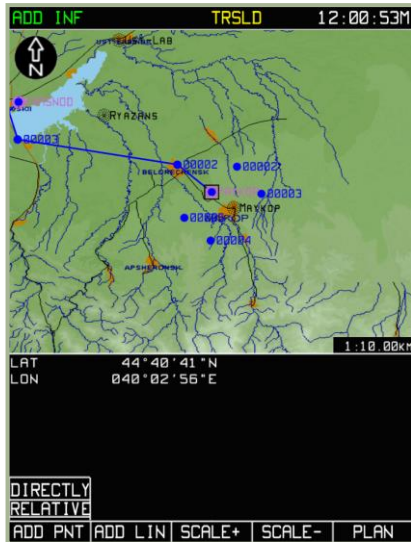 ADD INF TRSLD 12:00:53M
N
RYAZANS
00003
00002
00002
BELORECHENSK
00003
MAYKOP
00004
APSHERONSK
1:10.00KM
LAT 44°40'41"N
LON 040°02'56"E
DIRECTLY
RELATIVE
ADD PNT ADD LIN SCALE+ SCALE- PLAN